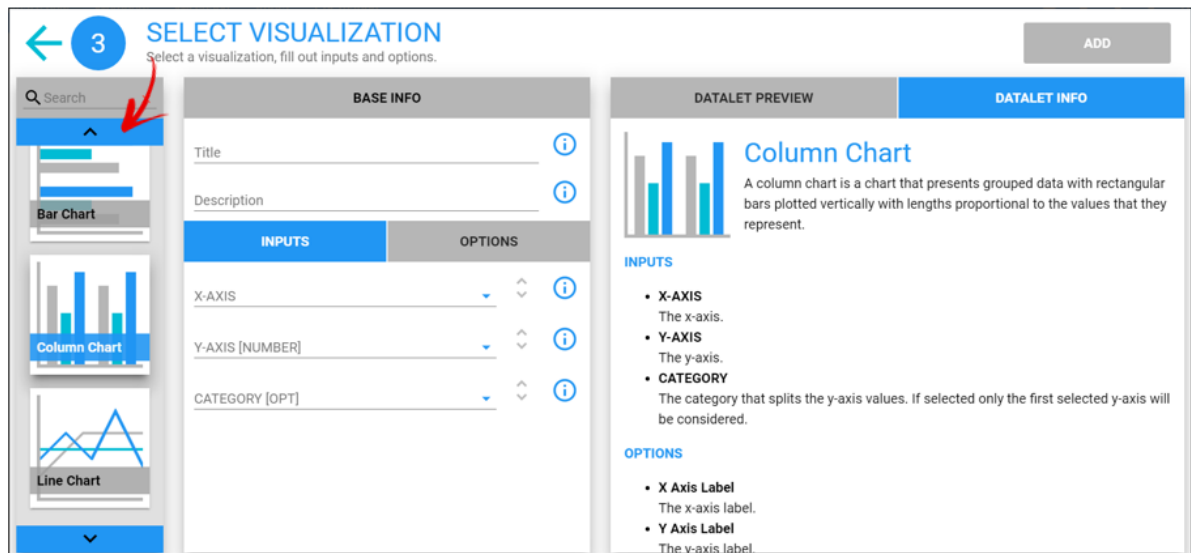 3
SELECT VISUALIZATION
Select a visualization, fill out inputs and options.
ADD
Search
Bar Chart
Column Chart
Line Chart
BASE INFO
Title
Description
INPUTS
OPTIONS
X-AXIS
Y-AXIS [NUMBER]
CATEGORY [OPT]
DATALET PREVIEW
DATALET INFO
Column Chart
A column chart is a chart that presents grouped data with rectangular
bars plotted vertically with lengths proportional to the values that they
represent.
INPUTS
• X-AXIS
The x-axis.
• Y-AXIS
The y-axis.
• CATEGORY
The category that splits the y-axis values. If selected only the first selected y-axis will
be considered.
OPTIONS
• X Axis Label
The x-axis label.
• Y Axis Label
The y-axis label.